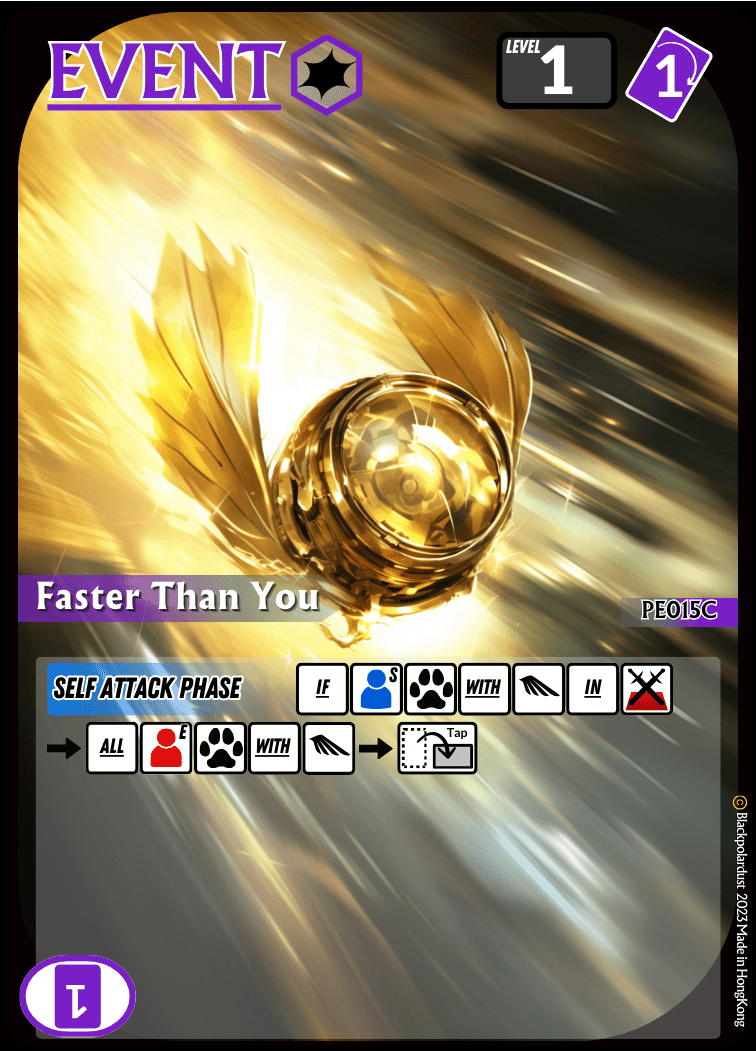 EVENT
LEVEL
1
1
Faster Than You
PE015C
SELF ATTACK PHASE IF S WITH IN
ALL E WITH Tap
© Blackpolardust 2023 Made in HongKong
1